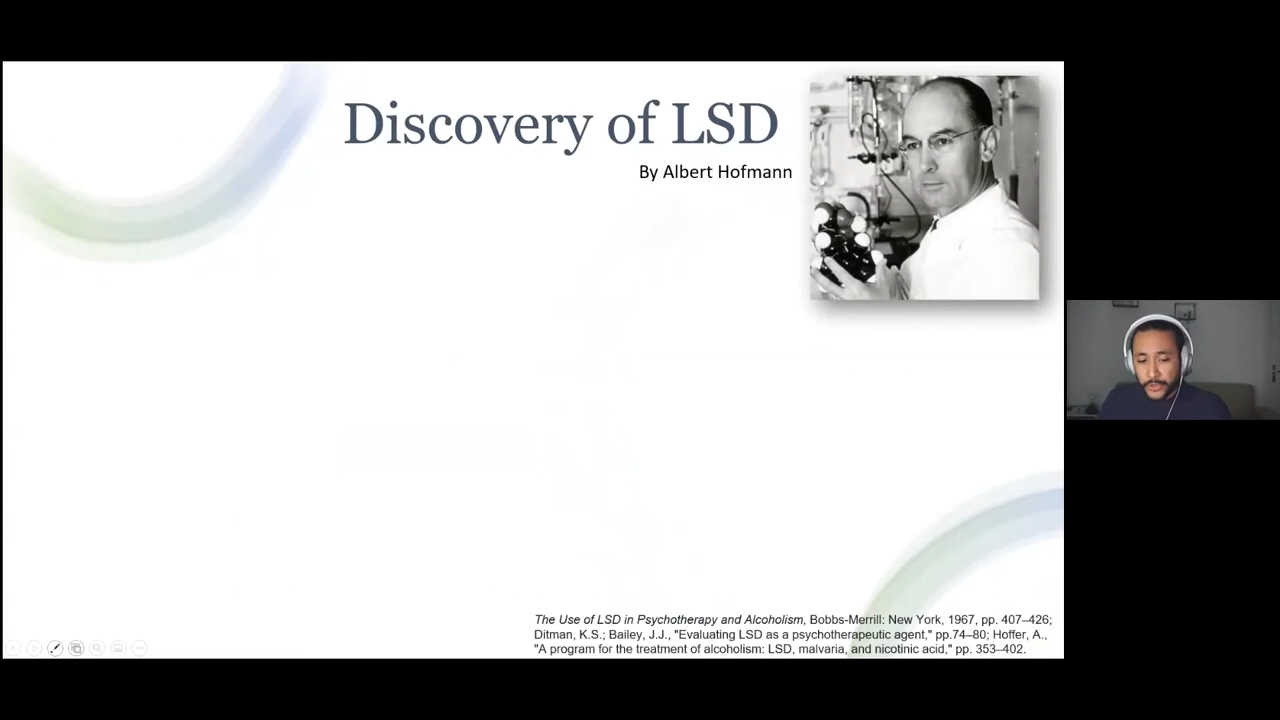 Discovery of LSD
By Albert Hofmann
The Use of LSD in Psychotherapy and Alcoholism, Bobbs-Merrill: New York, 1967, pp. 407–426;
Ditman, K.S.; Bailey, J.J., "Evaluating LSD as a psychotherapeutic agent," pp.74–80; Hoffer, A.,
"A program for the treatment of alcoholism: LSD, malvaria, and nicotinic acid," pp. 353–402.